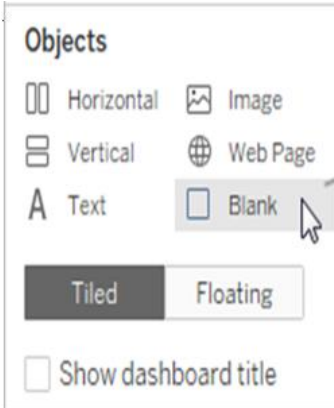 Objects
Horizontal Image
Vertical Web Page
A Text Blank
Tiled Floating
Show dashboard title